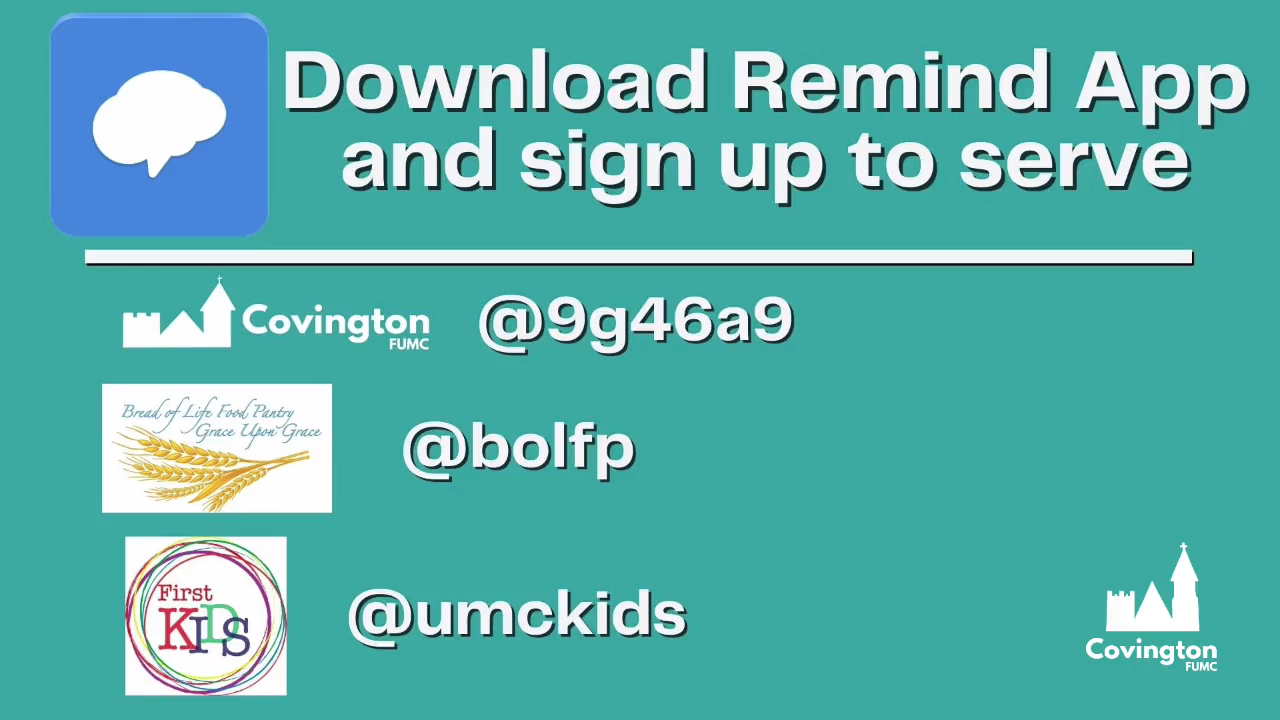 Download Remind App
and sign up to serve
Covington
FUMC
@9g46a9
Bread of Life Food Pantry
Grace Upon Grace
@bolfp
First
KIDS
@umckids
Covington
FUMC